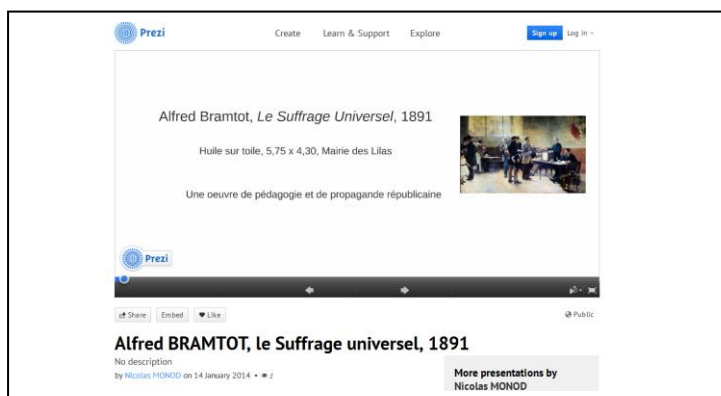 Prezi
Create Learn & Support Explore
Sign up Log in
Alfred Bramtot, Le Suffrage Universel, 1891
Huile sur toile, 5,75 x 4,30, Mairie des Lilas
Une oeuvre de pédagogie et de propagande républicaine
Prezi
Share Embed Like
Public
Alfred BRAMTOT, le Suffrage universel, 1891
No description
by Nicolas MONOD on 14 January 2014 •
More presentations by
Nicolas MONOD